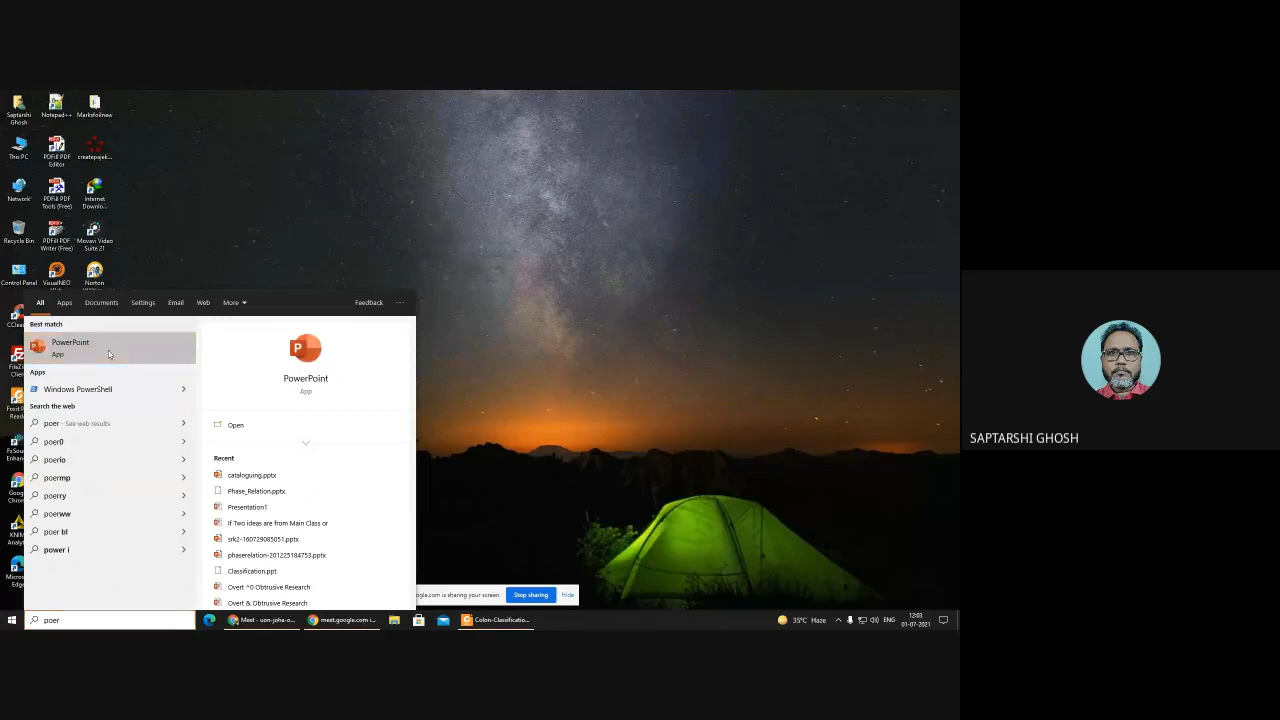 Saptarshi
Ghosh
Notepad++
Marksfoilnew
This PC
PDFill PDF
Editor
createpajek...
Network
PDFill PDF
Tools (Free)
Internet
Downlo...
Recycle Bin
PDFill PDF
Writer (Free)
Movavi Video
Suite 21
Control Panel
VisualNEO
Norton
All
Apps
Documents
Settings
Email
Web
More
Feedback
...
Best match
PowerPoint
App
Apps
Windows PowerShell
Search the web
poer - See web results
poer0
poerio
poermp
poerry
poerww
poer bl
power i
PowerPoint
App
Open
Recent
cataloguing.pptx
Phase_Relation.pptx
Presentation1
If Two ideas are from Main Class or
srk2-160729085051.pptx
phaserelation-201225184753.pptx
Classification.ppt
Overt ^0 Obtrusive Research
Overt & Obtrusive Research
ogle.com is sharing your screen.
Stop sharing
Hide
poer
Meet - uon-joha-o...
meet.google.com i...
Colon-Classificatio...
35°C Haze
ENG
12:03
01-07-2021
SAPTARSHI GHOSH